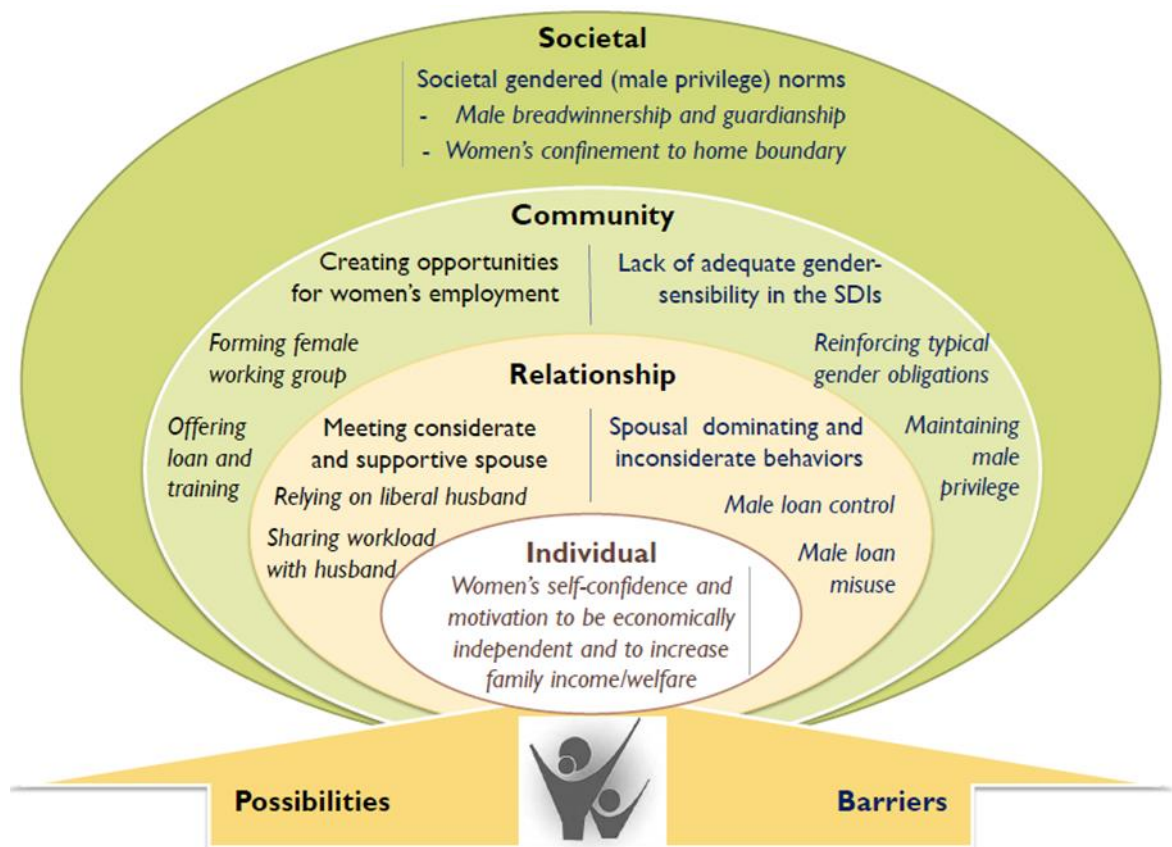 Societal
Societal gendered (male privilege) norms
- Male breadwinnership and guardianship
- Women's confinement to home boundary
Community
Creating opportunities
for women's employment
Lack of adequate gender-
sensibility in the SDIs
Forming female
working group
Reinforcing typical
gender obligations
Offering
loan and
training
Maintaining
male
privilege
Relationship
Meeting considerate
and supportive spouse
Spousal dominating and
inconsiderate behaviors
Relying on liberal husband
Sharing workload
with husband
Male loan control
Male loan
misuse
Individual
Women's self-confidence and
motivation to be economically
independent and to increase
family income/welfare
Possibilities
Barriers